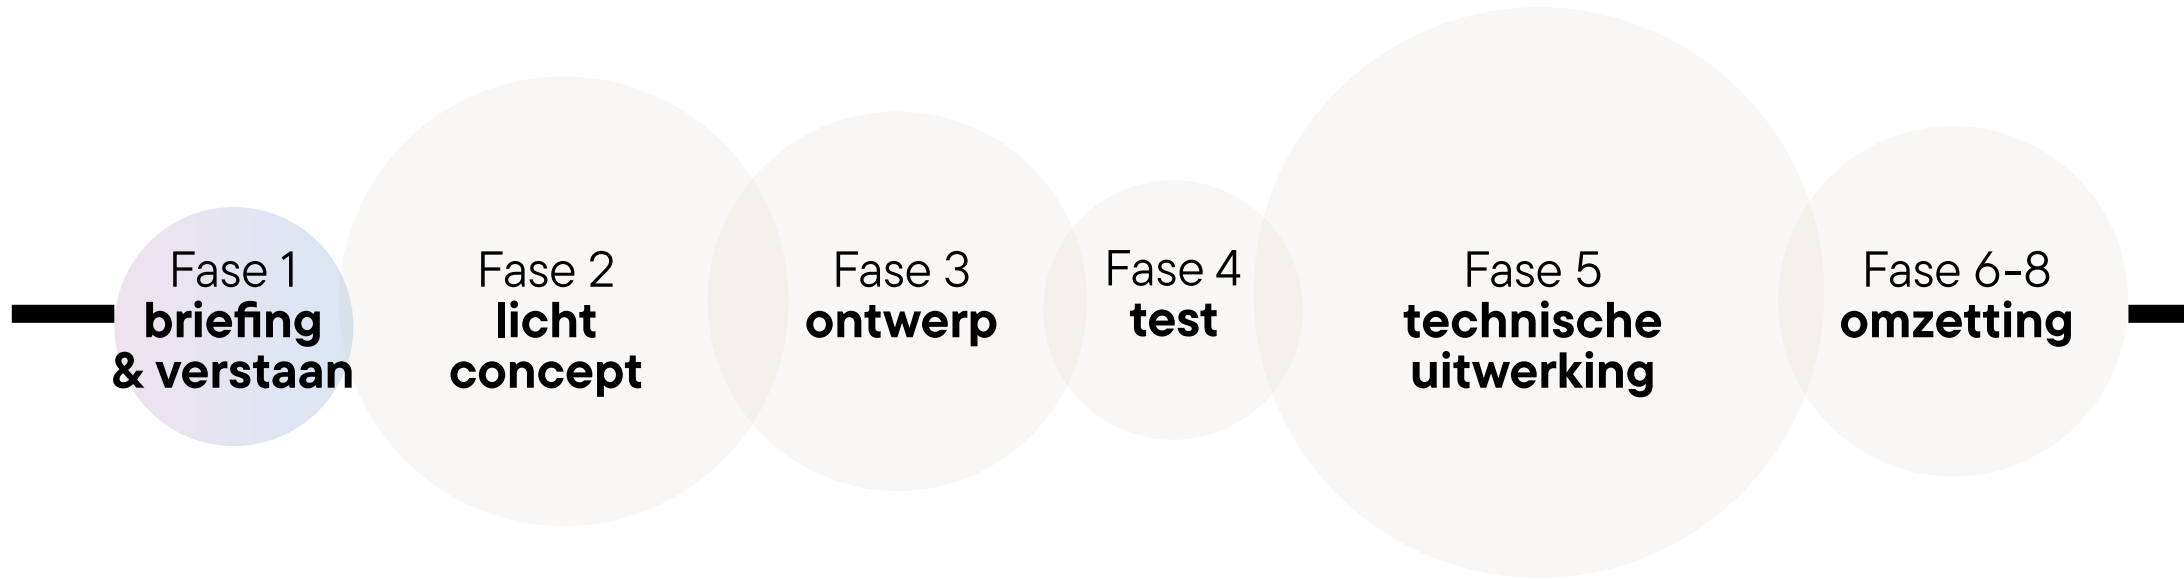 Fase 1
briefing
& verstaan
Fase 2
licht
concept
Fase 3
ontwerp
Fase 4
test
Fase 5
technische
uitwerking
Fase 6-8
omzetting